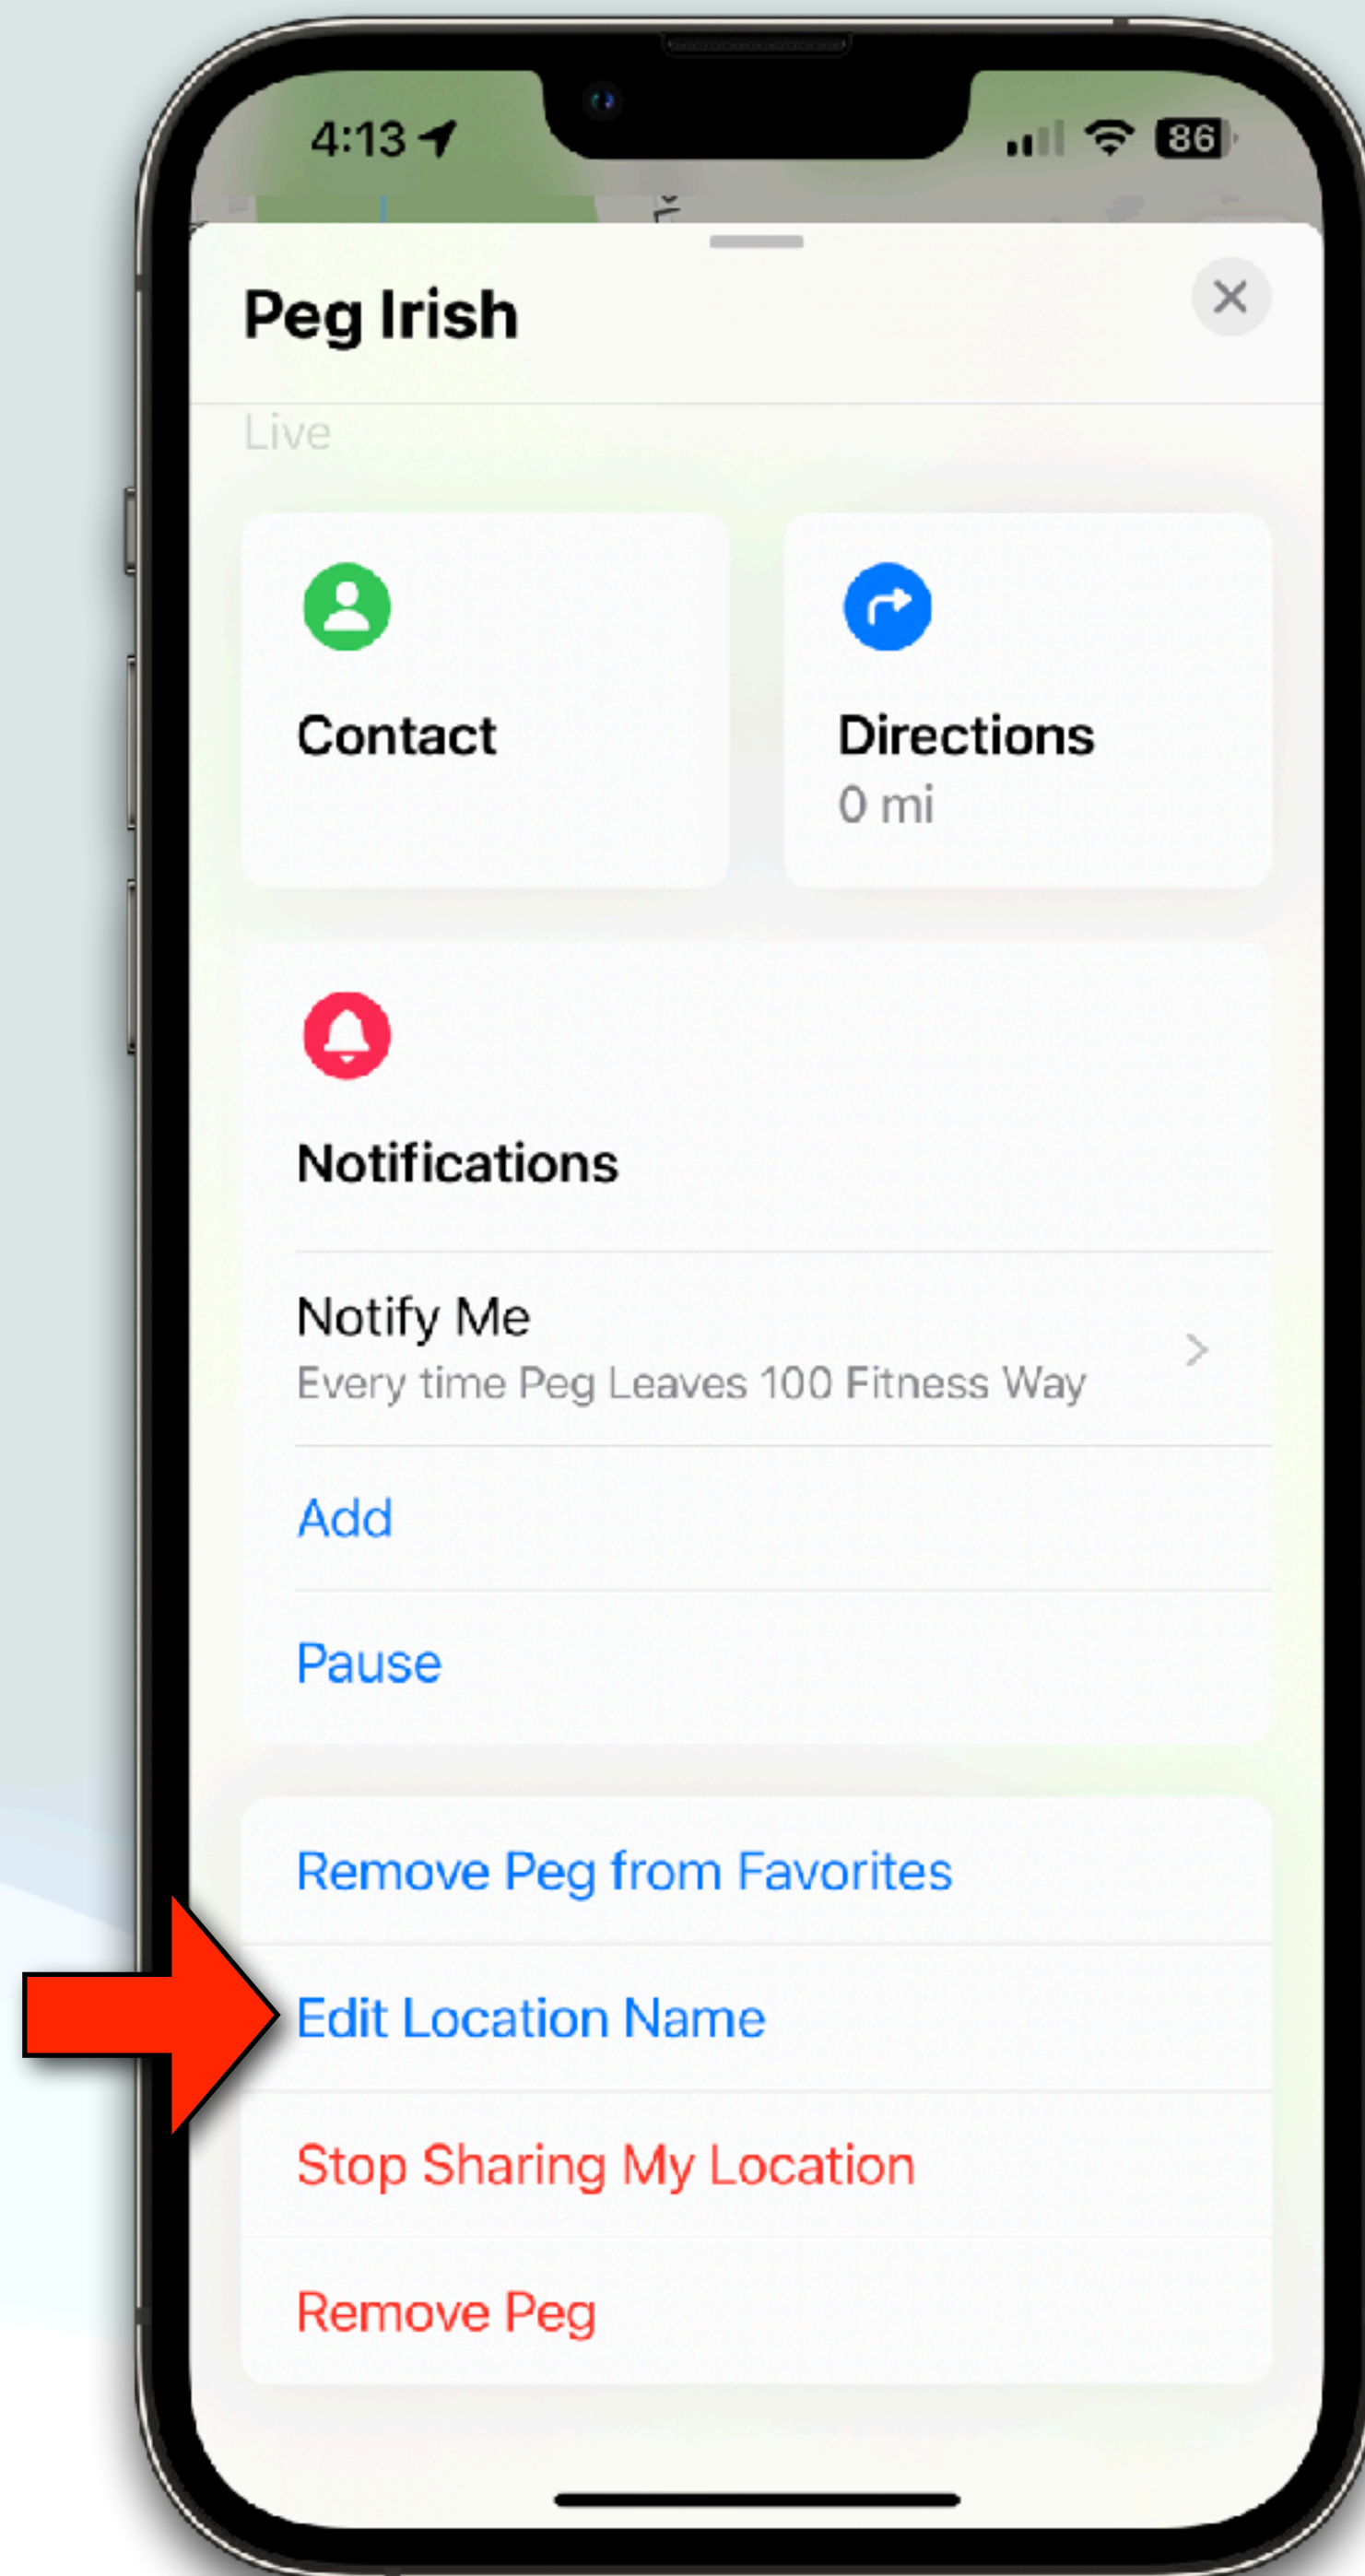 4:13
86
Peg Irish
Live
Contact
Directions
0 mi
Notifications
Notify Me
Every time Peg Leaves 100 Fitness Way
Add
Pause
Remove Peg from Favorites
Edit Location Name
Stop Sharing My Location
Remove Peg